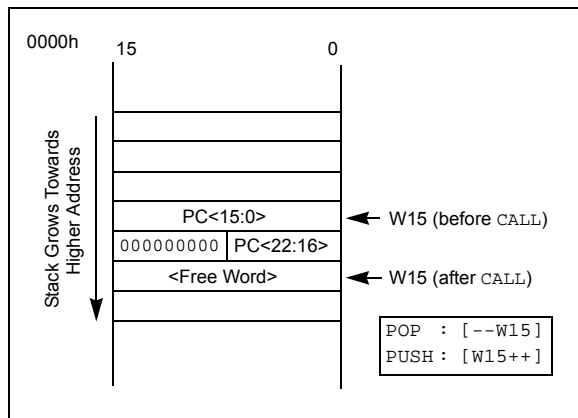 0000h
15 0
Stack Grows Towards
Higher Address
PC<15:0>
W15 (before CALL)
000000000 PC<22:16>
<Free Word>
W15 (after CALL)
POP : [--W15]
PUSH : [W15++]